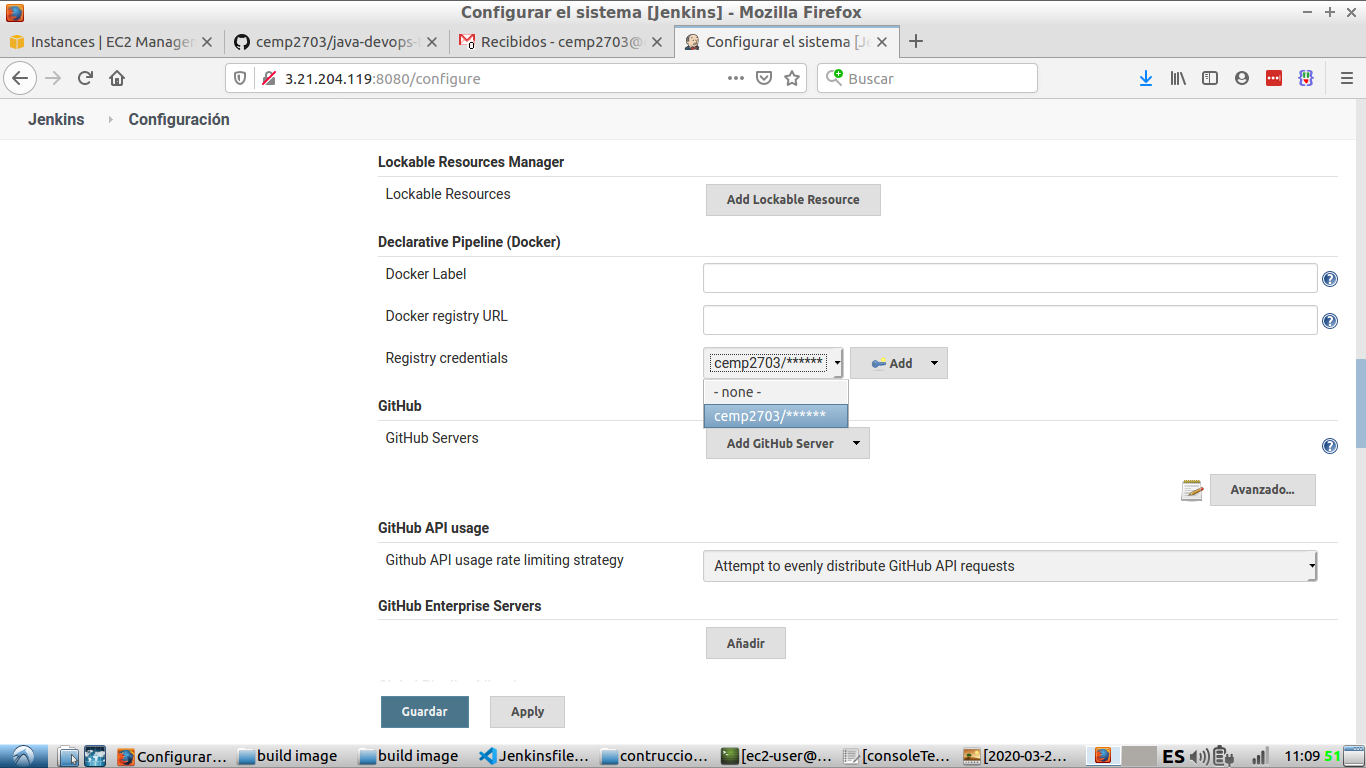 Configurar el sistema [Jenkins] - Mozilla Firefox
Instances | EC2 Manager
cemp2703/java-devops-
Recibidos - cemp2703@
Configurar el sistema [Je
3.21.204.119:8080/configure
Buscar
Jenkins
Configuración
Lockable Resources Manager
Lockable Resources
Add Lockable Resource
Declarative Pipeline (Docker)
Docker Label
Docker registry URL
Registry credentials
cemp2703/******
Add
- none -
cemp2703/******
GitHub
GitHub Servers
Add GitHub Server
Avanzado...
GitHub API usage
Github API usage rate limiting strategy
Attempt to evenly distribute GitHub API requests
GitHub Enterprise Servers
Añadir
Guardar
Apply
Configurar...
build image
build image
Jenkinsfile...
contruccio...
[ec2-user@...
[consoleTe...
[2020-03-2...
ES
11:09
51